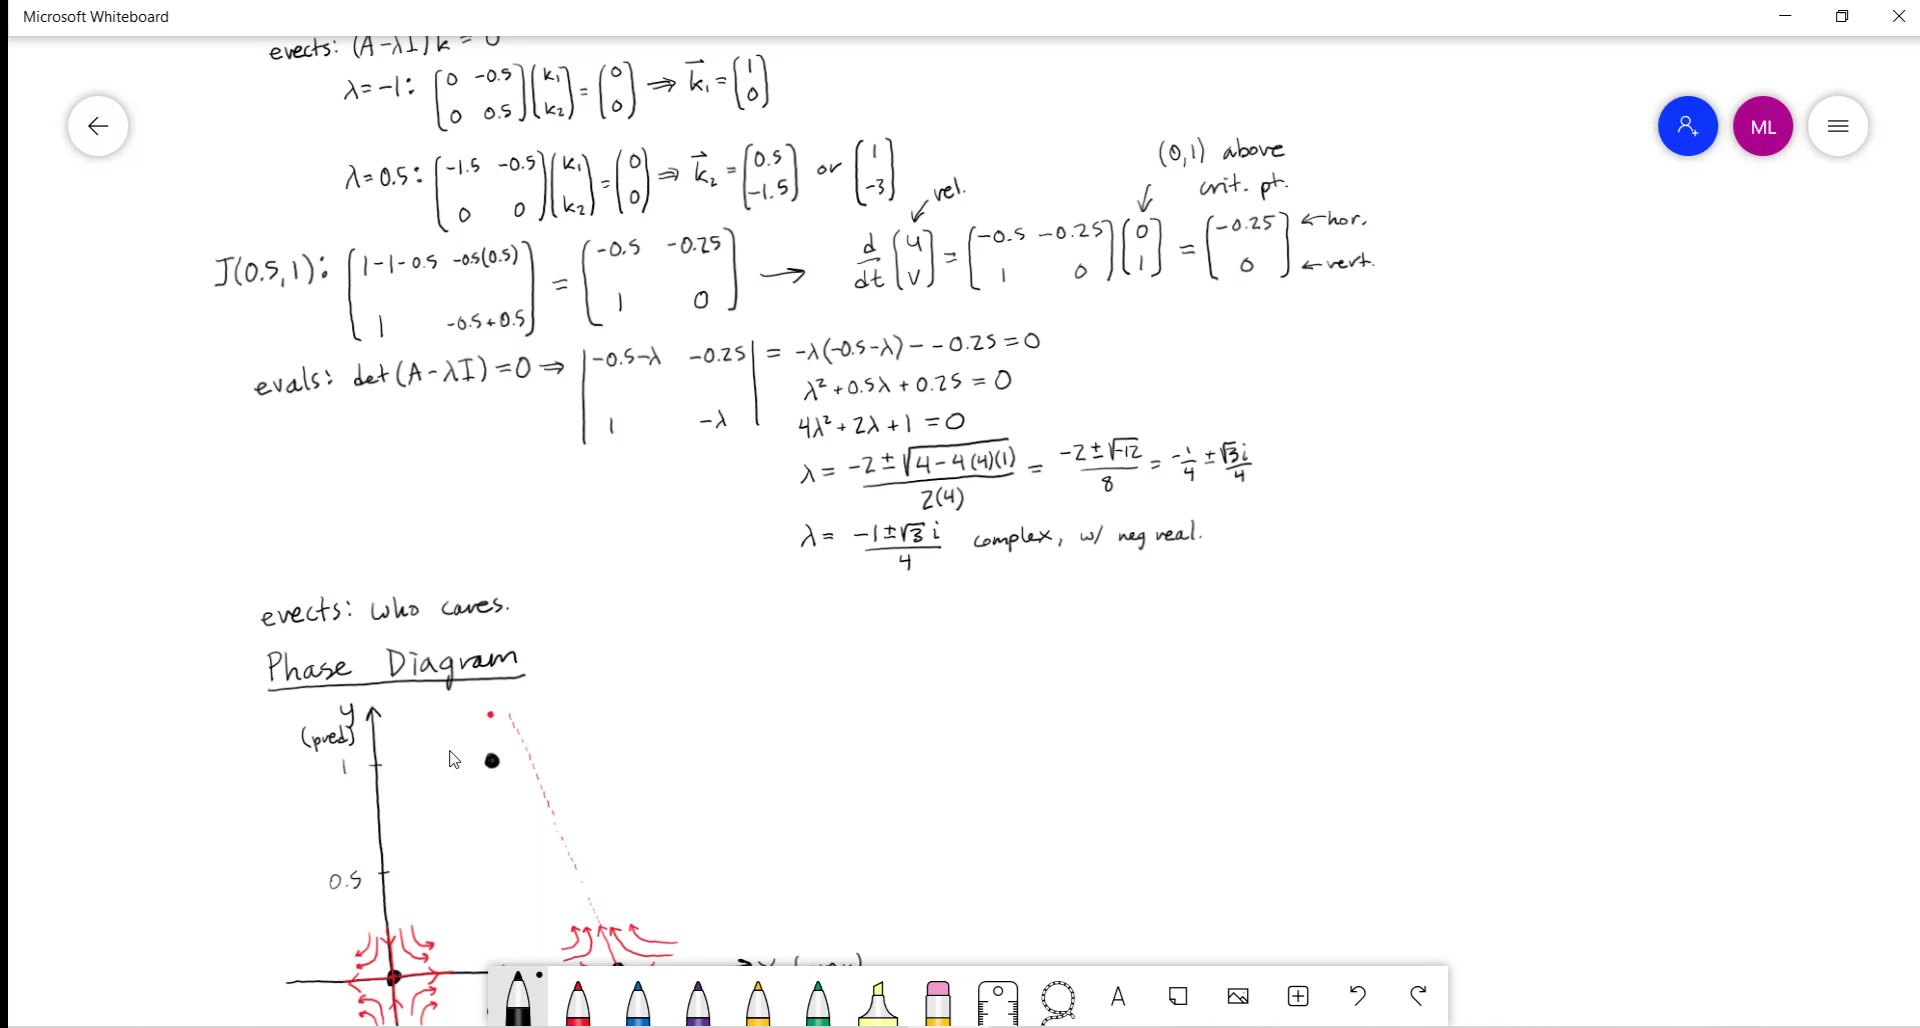 Microsoft Whiteboard
evects: (A-λI)k = 0
λ=-1: (0 -0.5; 0 0.5)(k₁; k₂) = (0; 0) ⇒ k⃗₁ = (1; 0)
ML
λ=0.5: (-1.5 -0.5; 0 0)(k₁; k₂) = (0; 0) ⇒ k⃗₂ = (0.5; -1.5) or (1; -3)
vel.
(0,1) above
crit. pt.
J(0.5,1): (1-1-0.5 -0.5(0.5); 1 -0.5+0.5) = (-0.5 -0.25; 1 0) → d/dt (u; v) = (-0.5 -0.25; 1 0)(0; 1) = (-0.25; 0) ←hor. ←vert.
evals: det(A-λI)=0 ⇒ |-0.5-λ -0.25; 1 -λ| = -λ(-0.5-λ) - -0.25 = 0
λ²+0.5λ+0.25 = 0
4λ²+2λ+1 = 0
λ = (-2±√(4-4(4)(1)))/(2(4)) = (-2±√-12)/8 = -1/4 ± √3i/4
λ = (-1±√3 i)/4 complex, w/ neg real.
evects: who cares.
Phase Diagram
y
(pred)
1
0.5
A